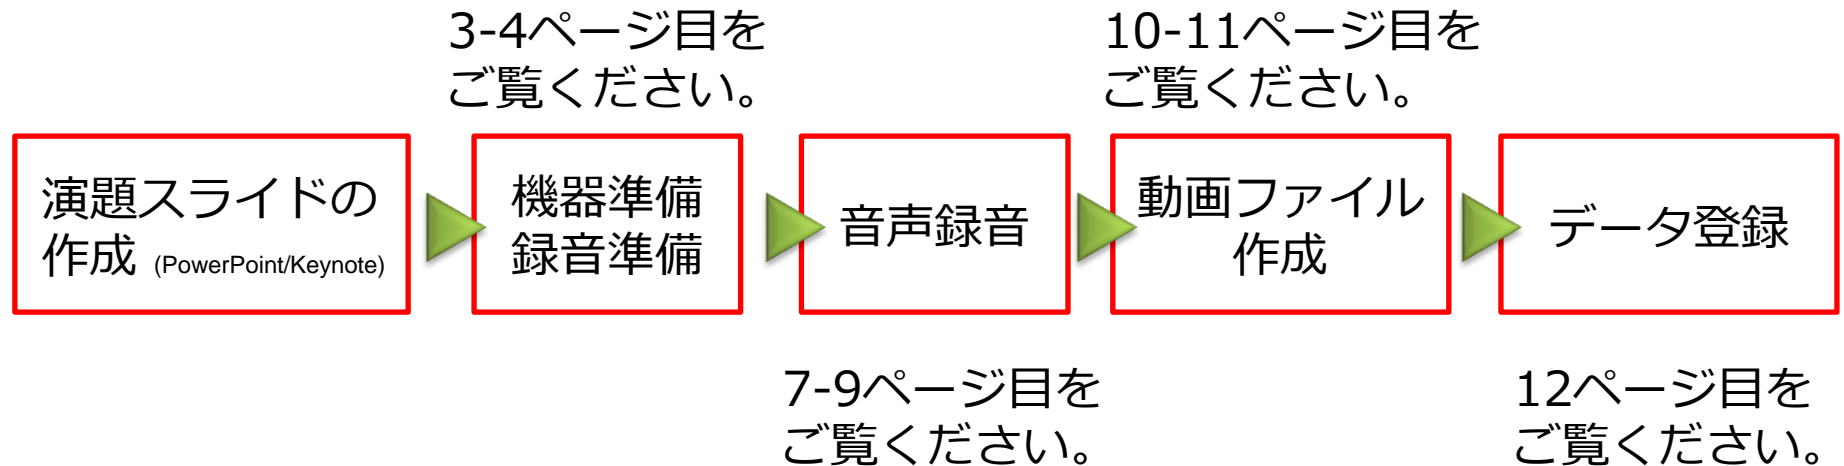 3-4ページ目を
ご覧ください。
10-11ページ目を
ご覧ください。
演題スライドの
作成 (PowerPoint/Keynote)
機器準備
録音準備
音声録音
動画ファイル
作成
データ登録
7-9ページ目を
ご覧ください。
12ページ目を
ご覧ください。